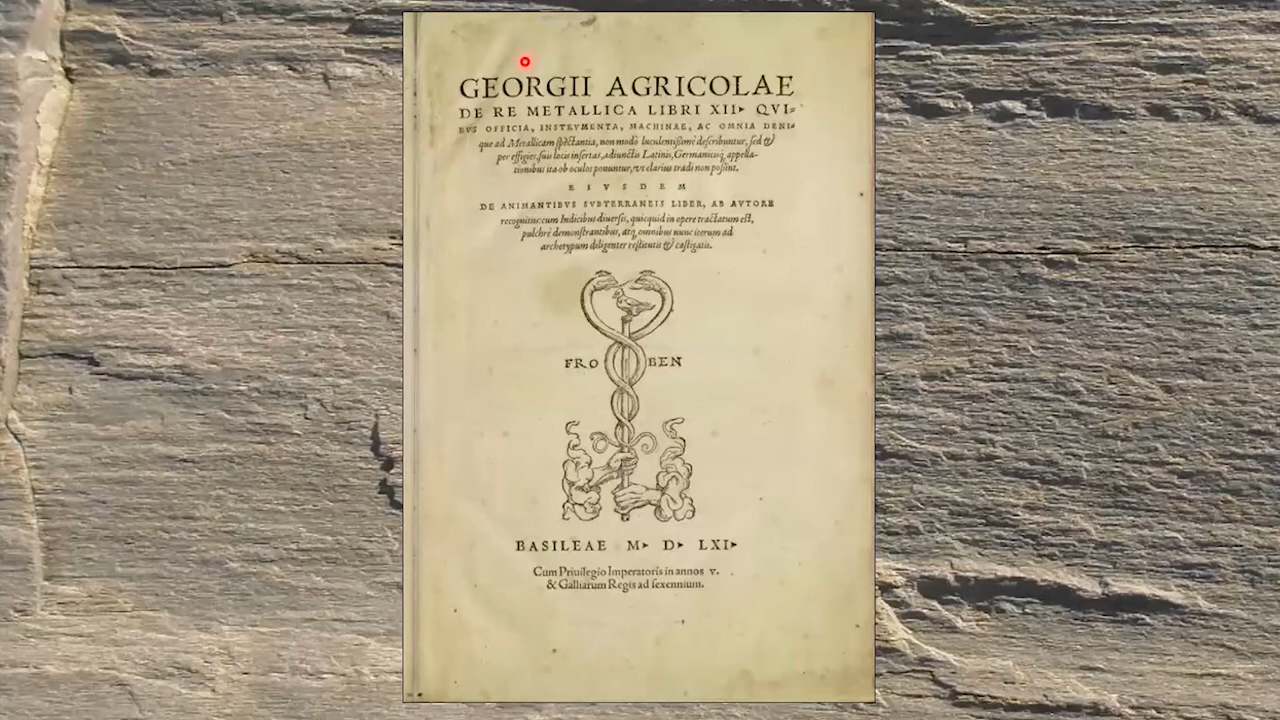 GEORGII AGRICOLAE
DE RE METALLICA LIBRI XII▸ QVI⸗
BVS OFFICIA, INSTRVMENTA, MACHINAE, AC OMNIA DENI⸗
que ad Metallicam spectantia, non modò luculentissimè describuntur, sed &
per effigies, suis locis insertas, adiunctis Latinis, Germanicisq́; appella-
tionibus ita ob oculos ponuntur, ut clarius tradi non possint.
EIVSDEM
DE ANIMANTIBVS SVBTERRANEIS LIBER, AB AVTORE
recognitus: cum Indicibus diuersis, quicquid in opere tractatum est,
pulchrè demonstrantibus, atq; omnibus nunc iterum ad
archetypum diligenter restitutis & castigatis.
FRO BEN
BASILEAE M▸ D▸ LXI▸
Cum Priuilegio Imperatoris in annos v.
& Galliarum Regis ad sexennium.